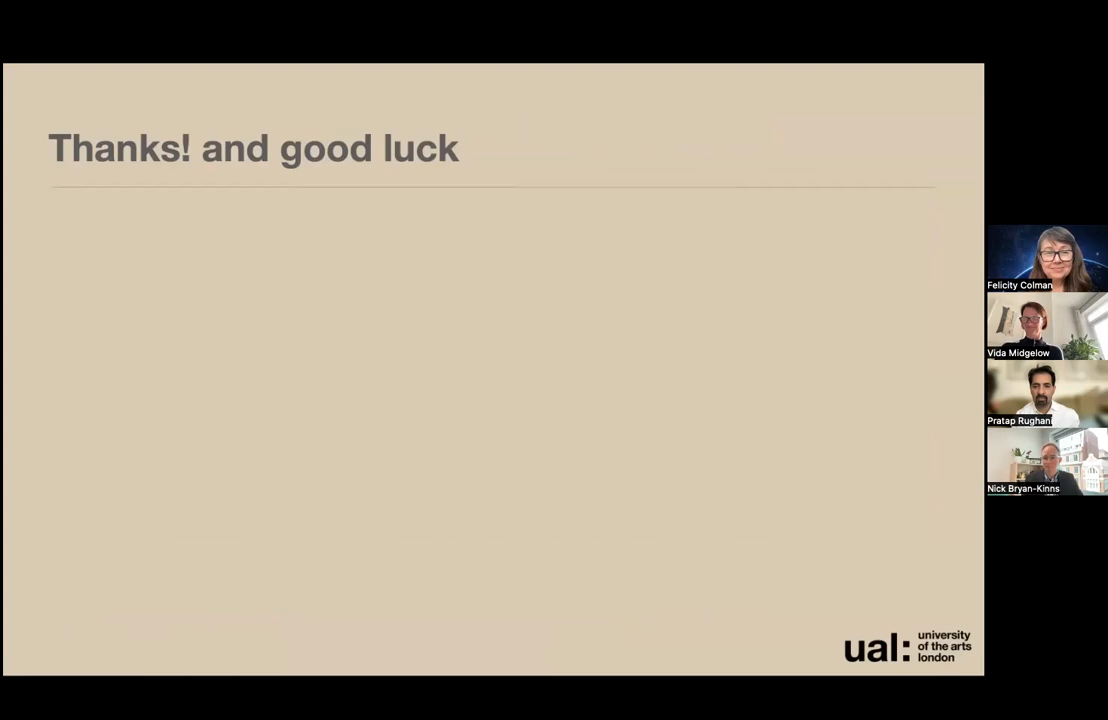 Thanks! and good luck
Felicity Colman
Vida Midgelow
Pratap Rughani
Nick Bryan-Kinns
ual:
university
of the arts
london